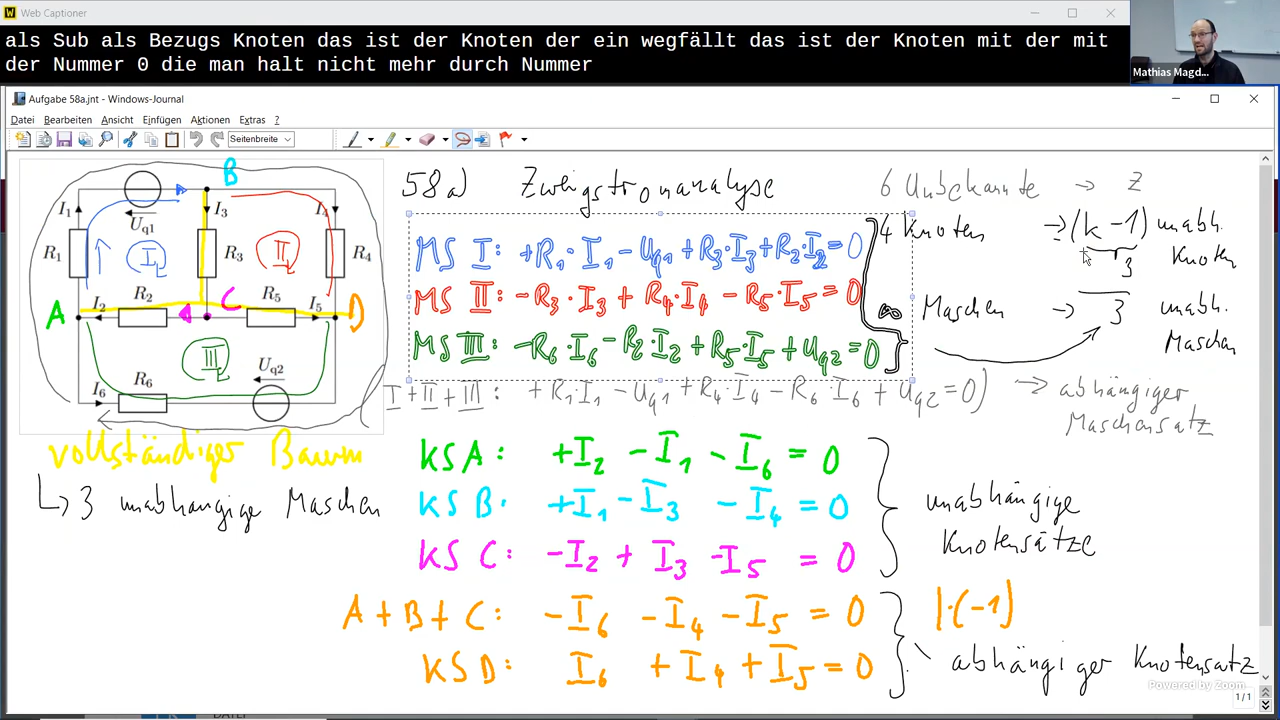 Web Captioner
als Sub als Bezugs Knoten das ist der Knoten der ein wegfällt das ist der Knoten mit der mit
der Nummer 0 die man halt nicht mehr durch Nummer
Mathias Magd...
Aufgabe 58a.jnt - Windows-Journal
Datei Bearbeiten Ansicht Einfügen Aktionen Extras ?
Seitenbreite
B
I1 Uq1 I3 I4
R1 I R3 II R4
A I2 R2 C R5 I5 D
III
I6 R6 Uq2
vollständiger Baum
↳ 3 unabhängige Maschen
58a) Zweigstromanalyse
6 Unbekannte → Z
4 Knoten → (k - 1) unabh. Knoten
3
∞ Maschen → 3 unabh. Maschen
MS I: +R1·I1 - Uq1 + R3·I3 + R2·I2 = 0
MS II: -R3·I3 + R4·I4 - R5·I5 = 0
MS III: -R6·I6 - R2·I2 + R5·I5 + Uq2 = 0
I+II+III: +R1·I1 - Uq1 + R4·I4 - R6·I6 + Uq2 = 0) → abhängiger Maschensatz
KS A: +I2 - I1 - I6 = 0
KS B: +I1 - I3 - I4 = 0
KS C: -I2 + I3 - I5 = 0
unabhängige
Knotensätze
A+B+C: -I6 - I4 - I5 = 0 |·(-1)
KS D: I6 + I4 + I5 = 0
abhängiger Knotensatz
Powered by Zoom
1/1